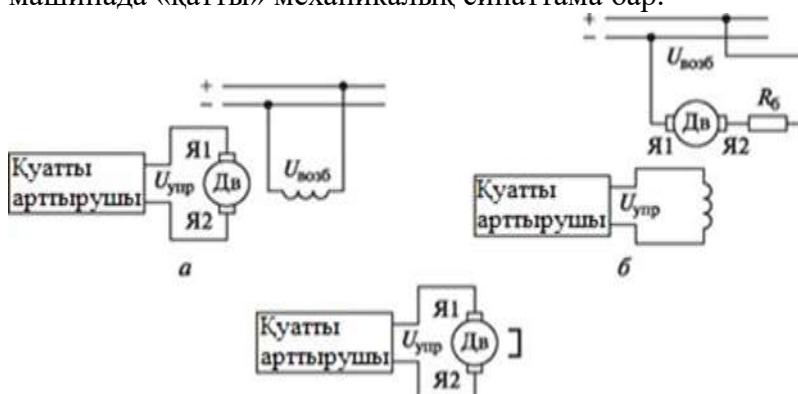 машинада «қатты» механикалық сипаттама бар.
+
−
Uвозб
Rб
Дв
Я1
Я2
Қуатты
арттырушы
Uупр
б
+
−
Uвозб
Я1
Дв
Я2
Қуатты
арттырушы
Uупр
а
Қуатты
арттырушы
Uупр
Я1
Дв
Я2